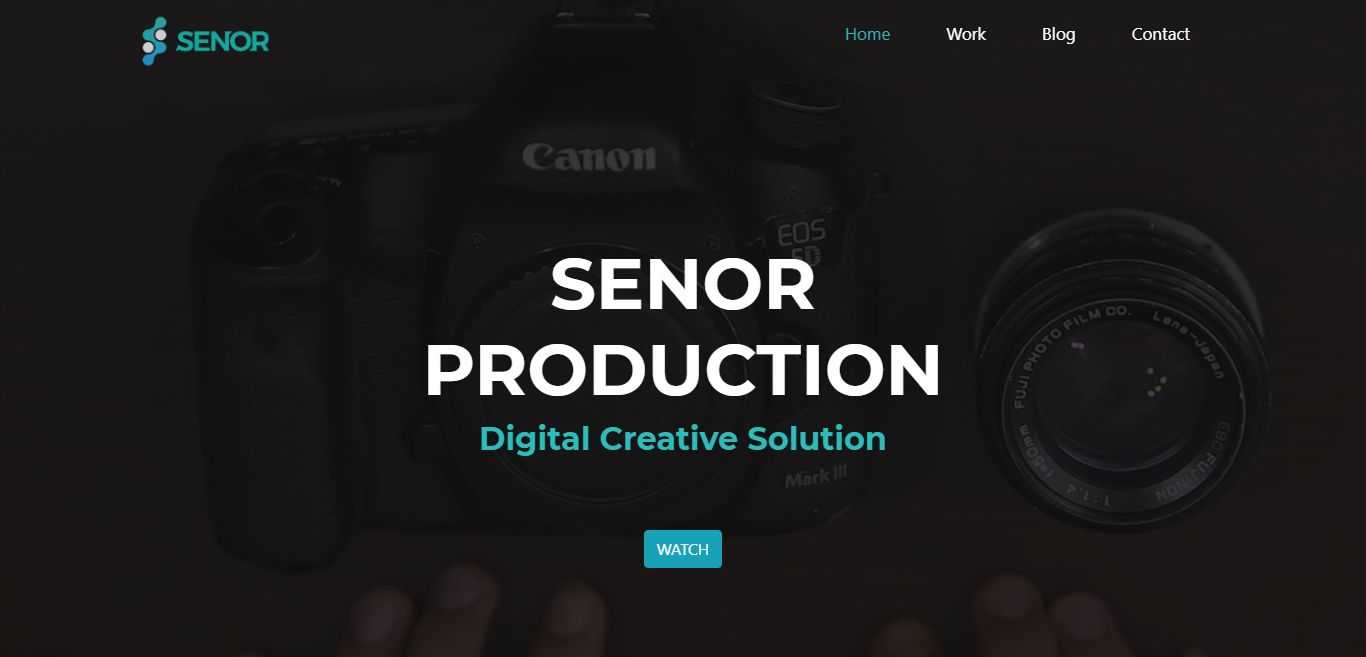 SENOR
Home Work Blog Contact
Canon
EOS
5D
SENOR
PRODUCTION
FUJI PHOTO FILM CO. Lens-Japan
EBC FUJINON 1:1.4 f=50mm
Digital Creative Solution
Mark III
WATCH